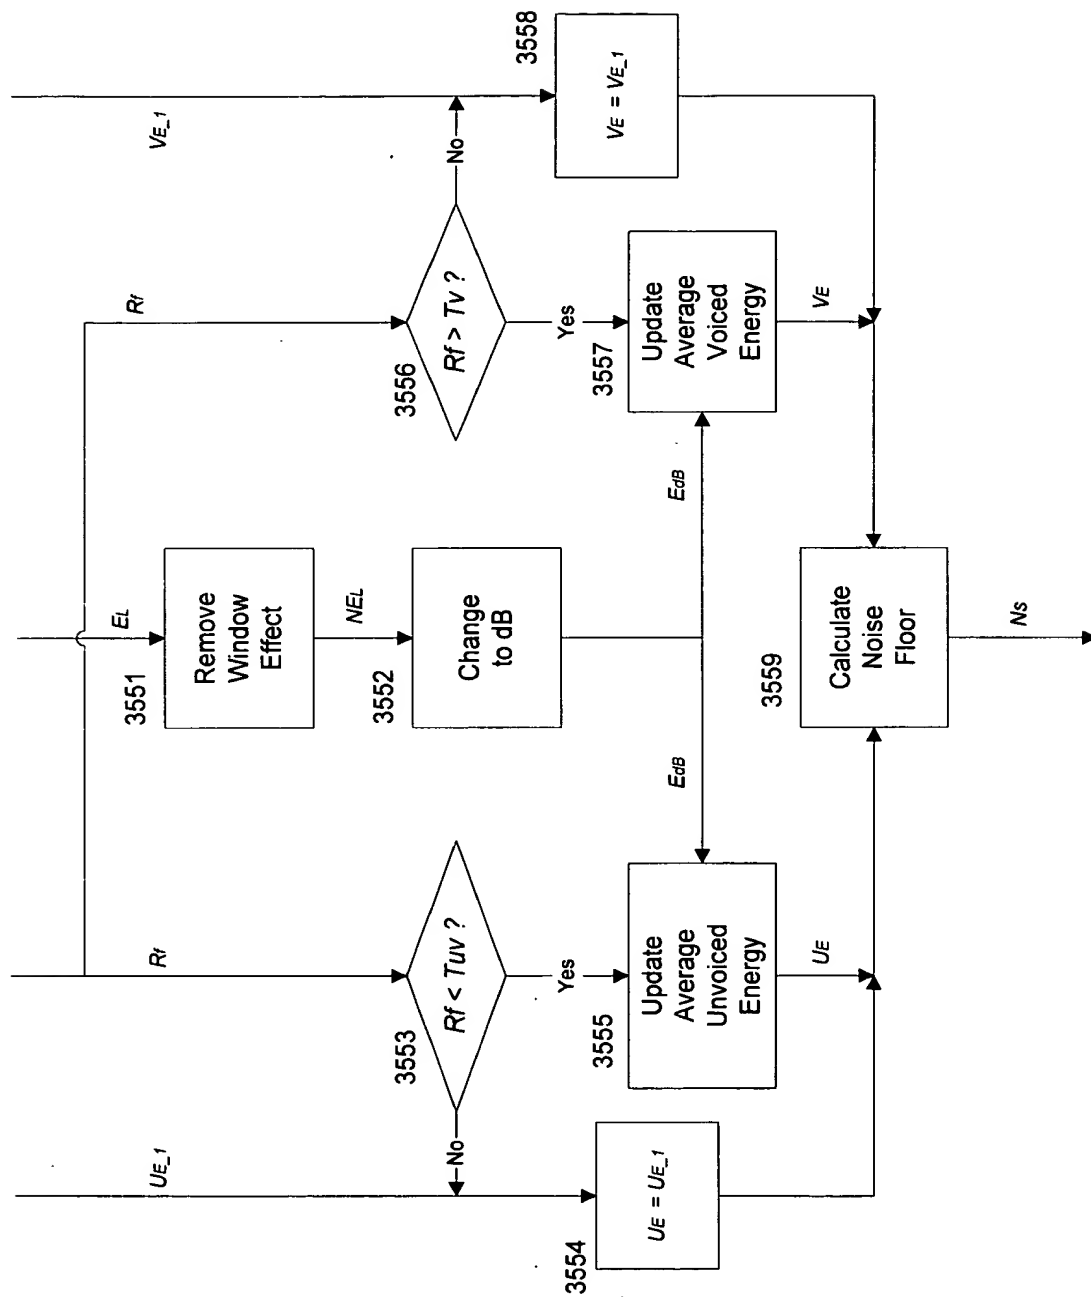 UE_1
Rf
EL
Rf
VE_1
3551
Remove
Window
Effect
NEL
3552
Change
to dB
3553
Rf < Tuv ?
No
Yes
3556
Rf > Tv ?
No
Yes
3554
UE = UE_1
3555
Update
Average
Unvoiced
Energy
EdB
EdB
3557
Update
Average
Voiced
Energy
3558
VE = VE_1
UE
VE
3559
Calculate
Noise
Floor
Ns